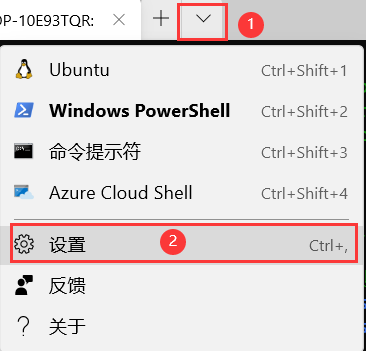 OP-10E93TQR:
1
Ubuntu Ctrl+Shift+1
Windows PowerShell Ctrl+Shift+2
命令提示符 Ctrl+Shift+3
Azure Cloud Shell Ctrl+Shift+4
设置 2 Ctrl+,
反馈
关于